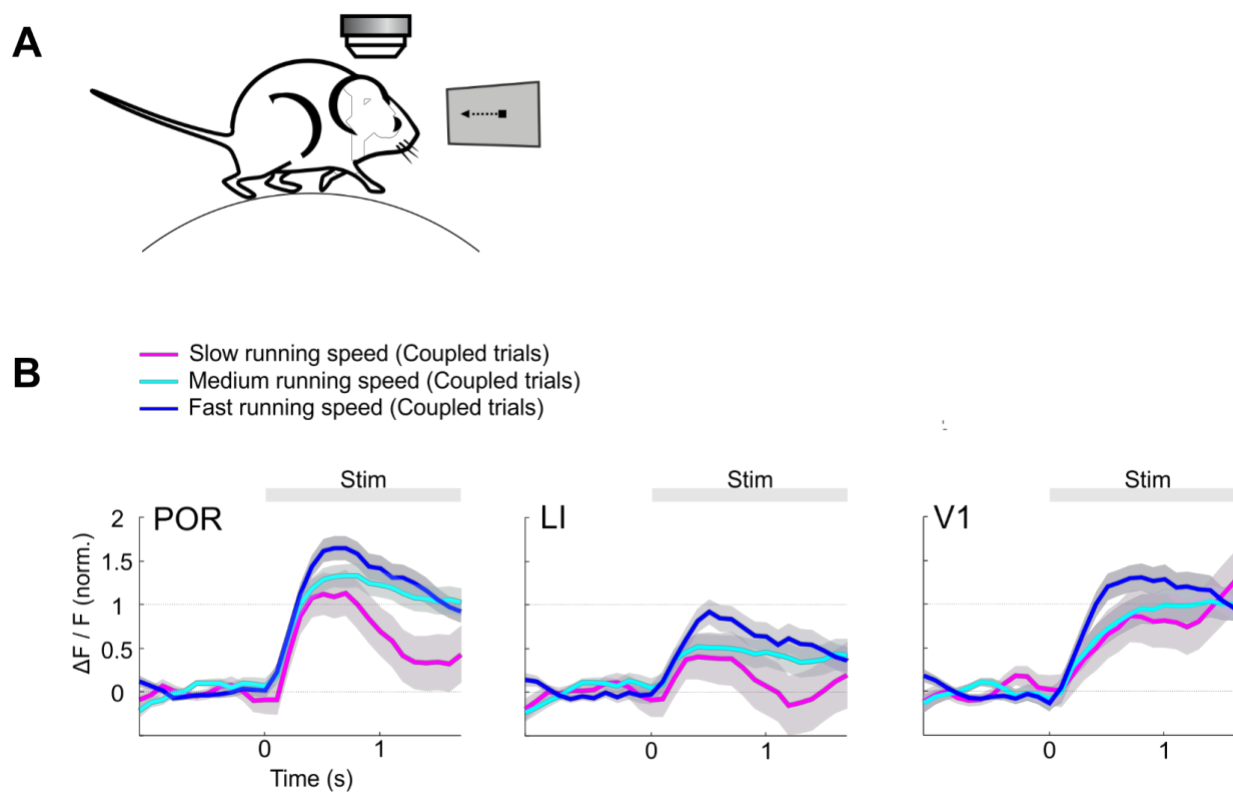 A
B
Slow running speed (Coupled trials)
Medium running speed (Coupled trials)
Fast running speed (Coupled trials)
Stim
Stim
Stim
POR
LI
V1
2
1.5
1
0.5
0
ΔF / F (norm.)
0 1
0 1
0 1
Time (s)